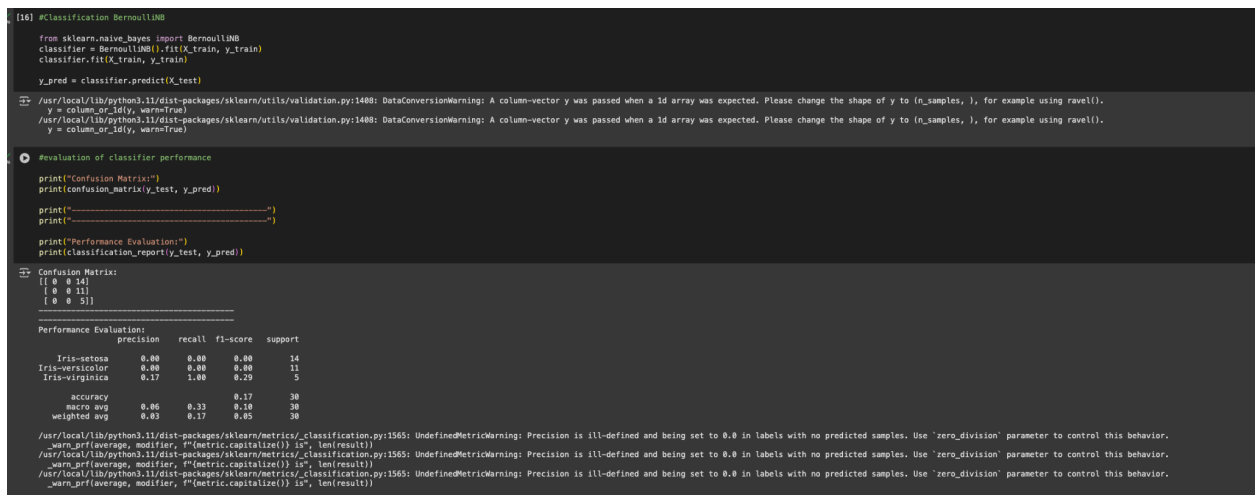 [16] #Classification BernoulliNB
from sklearn.naive_bayes import BernoulliNB
classifier = BernoulliNB().fit(X_train, y_train)
classifier.fit(X_train, y_train)
y_pred = classifier.predict(X_test)
/usr/local/lib/python3.11/dist-packages/sklearn/utils/validation.py:1408: DataConversionWarning: A column-vector y was passed when a 1d array was expected. Please change the shape of y to (n_samples, ), for example using ravel().
  y = column_or_1d(y, warn=True)
/usr/local/lib/python3.11/dist-packages/sklearn/utils/validation.py:1408: DataConversionWarning: A column-vector y was passed when a 1d array was expected. Please change the shape of y to (n_samples, ), for example using ravel().
  y = column_or_1d(y, warn=True)
#evaluation of classifier performance
print("Confusion Matrix:")
print(confusion_matrix(y_test, y_pred))
print("------------------------------------------")
print("------------------------------------------")
print("Performance Evaluation:")
print(classification_report(y_test, y_pred))
Confusion Matrix:
[[ 0  0 14]
 [ 0  0 11]
 [ 0  0  5]]
------------------------------------------
------------------------------------------
Performance Evaluation:
precision    recall  f1-score   support
Iris-setosa       0.00      0.00      0.00        14
Iris-versicolor       0.00      0.00      0.00        11
Iris-virginica       0.17      1.00      0.29         5
accuracy                           0.17        30
macro avg       0.06      0.33      0.10        30
weighted avg       0.03      0.17      0.05        30
/usr/local/lib/python3.11/dist-packages/sklearn/metrics/_classification.py:1565: UndefinedMetricWarning: Precision is ill-defined and being set to 0.0 in labels with no predicted samples. Use `zero_division` parameter to control this behavior.
  _warn_prf(average, modifier, f"{metric.capitalize()} is", len(result))
/usr/local/lib/python3.11/dist-packages/sklearn/metrics/_classification.py:1565: UndefinedMetricWarning: Precision is ill-defined and being set to 0.0 in labels with no predicted samples. Use `zero_division` parameter to control this behavior.
  _warn_prf(average, modifier, f"{metric.capitalize()} is", len(result))
/usr/local/lib/python3.11/dist-packages/sklearn/metrics/_classification.py:1565: UndefinedMetricWarning: Precision is ill-defined and being set to 0.0 in labels with no predicted samples. Use `zero_division` parameter to control this behavior.
  _warn_prf(average, modifier, f"{metric.capitalize()} is", len(result))